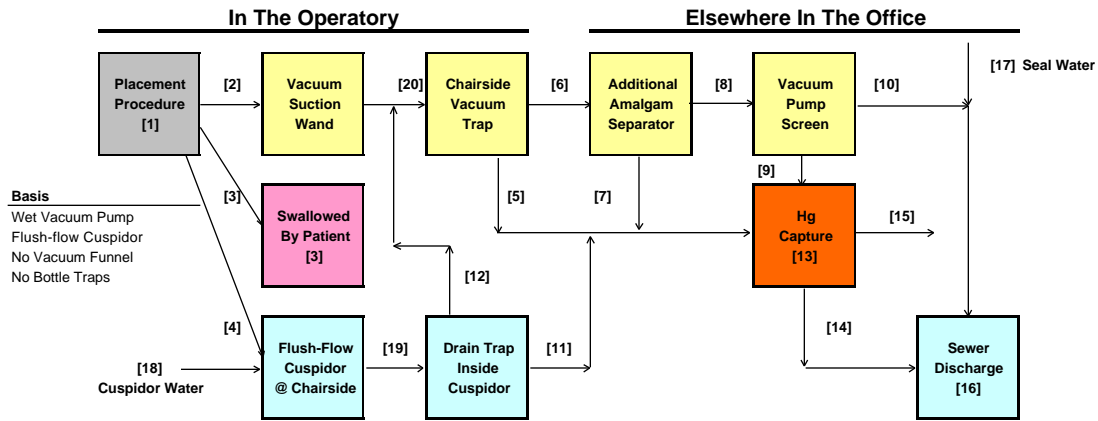 In The Operatory
Elsewhere In The Office
Placement
Procedure
[1]
[2]
Vacuum
Suction
Wand
[20]
Chairside
Vacuum
Trap
[6]
Additional
Amalgam
Separator
[8]
Vacuum
Pump
Screen
[10]
[17] Seal Water
Basis
Wet Vacuum Pump
Flush-flow Cuspidor
No Vacuum Funnel
No Bottle Traps
[3]
Swallowed
By Patient
[3]
[5]
[7]
[9]
Hg
Capture
[13]
[15]
[12]
[4]
[18]
Cuspidor Water
Flush-Flow
Cuspidor
@ Chairside
[19]
Drain Trap
Inside
Cuspidor
[11]
[14]
Sewer
Discharge
[16]